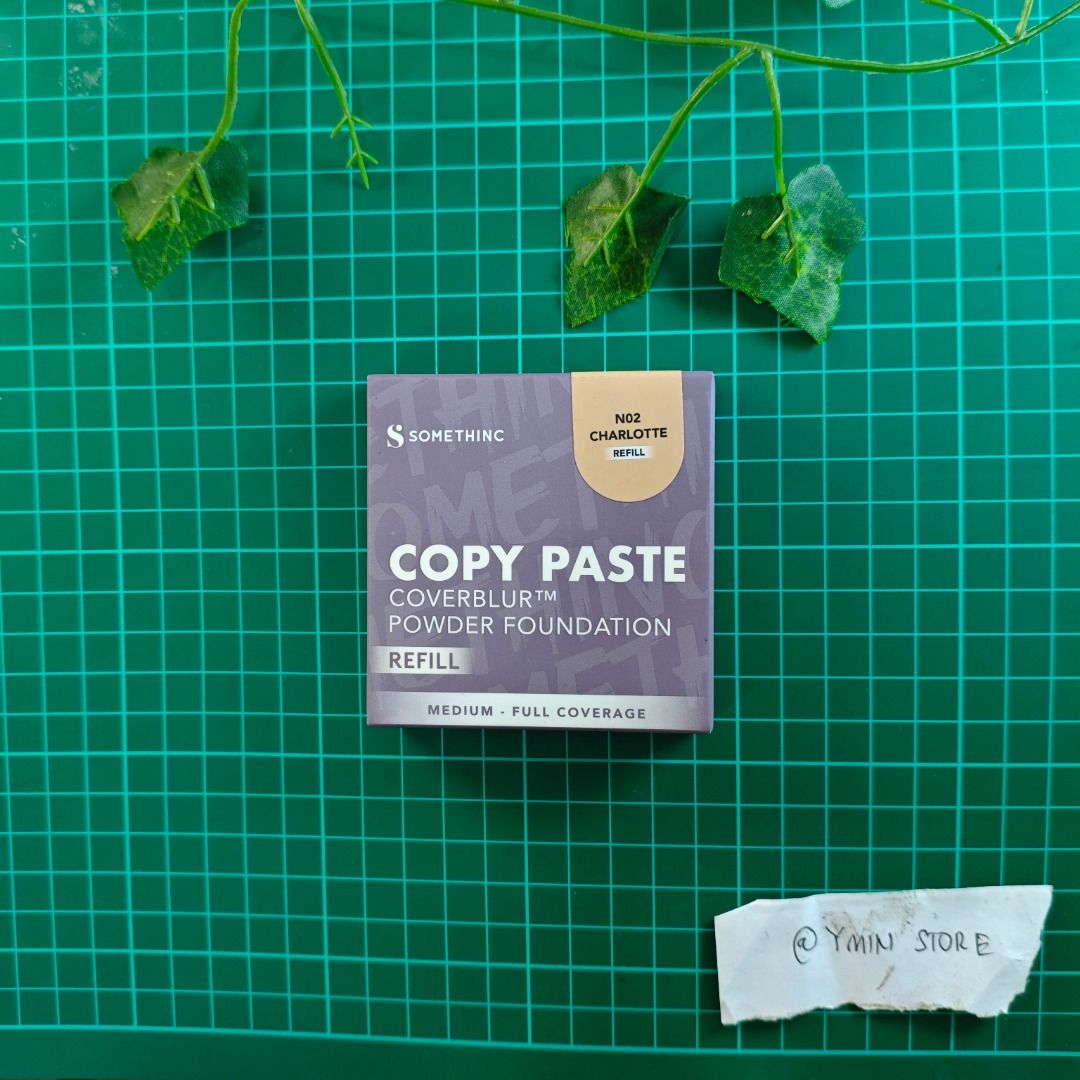 SOMETHINC
N02
CHARLOTTE
REFILL
COPY PASTE
COVERBLUR™
POWDER FOUNDATION
REFILL
MEDIUM - FULL COVERAGE
@ YMIN STORE